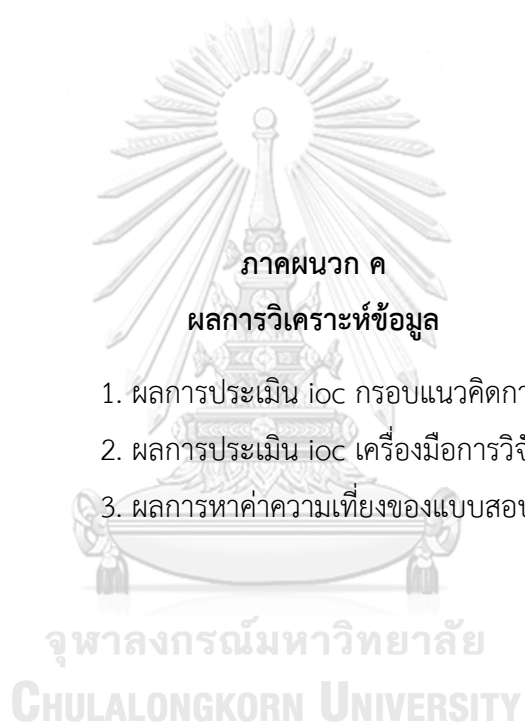 ภาคผนวก ค
ผลการวิเคราะห์ข้อมูล
1. ผลการประเมิน ioc กรอบแนวคิดกา
2. ผลการประเมิน ioc เครื่องมือการวิจั
3. ผลการหาค่าความเที่ยงของแบบสอบ
จุฬาลงกรณ์มหาวิทยาลัย
CHULALONGKORN UNIVERSITY